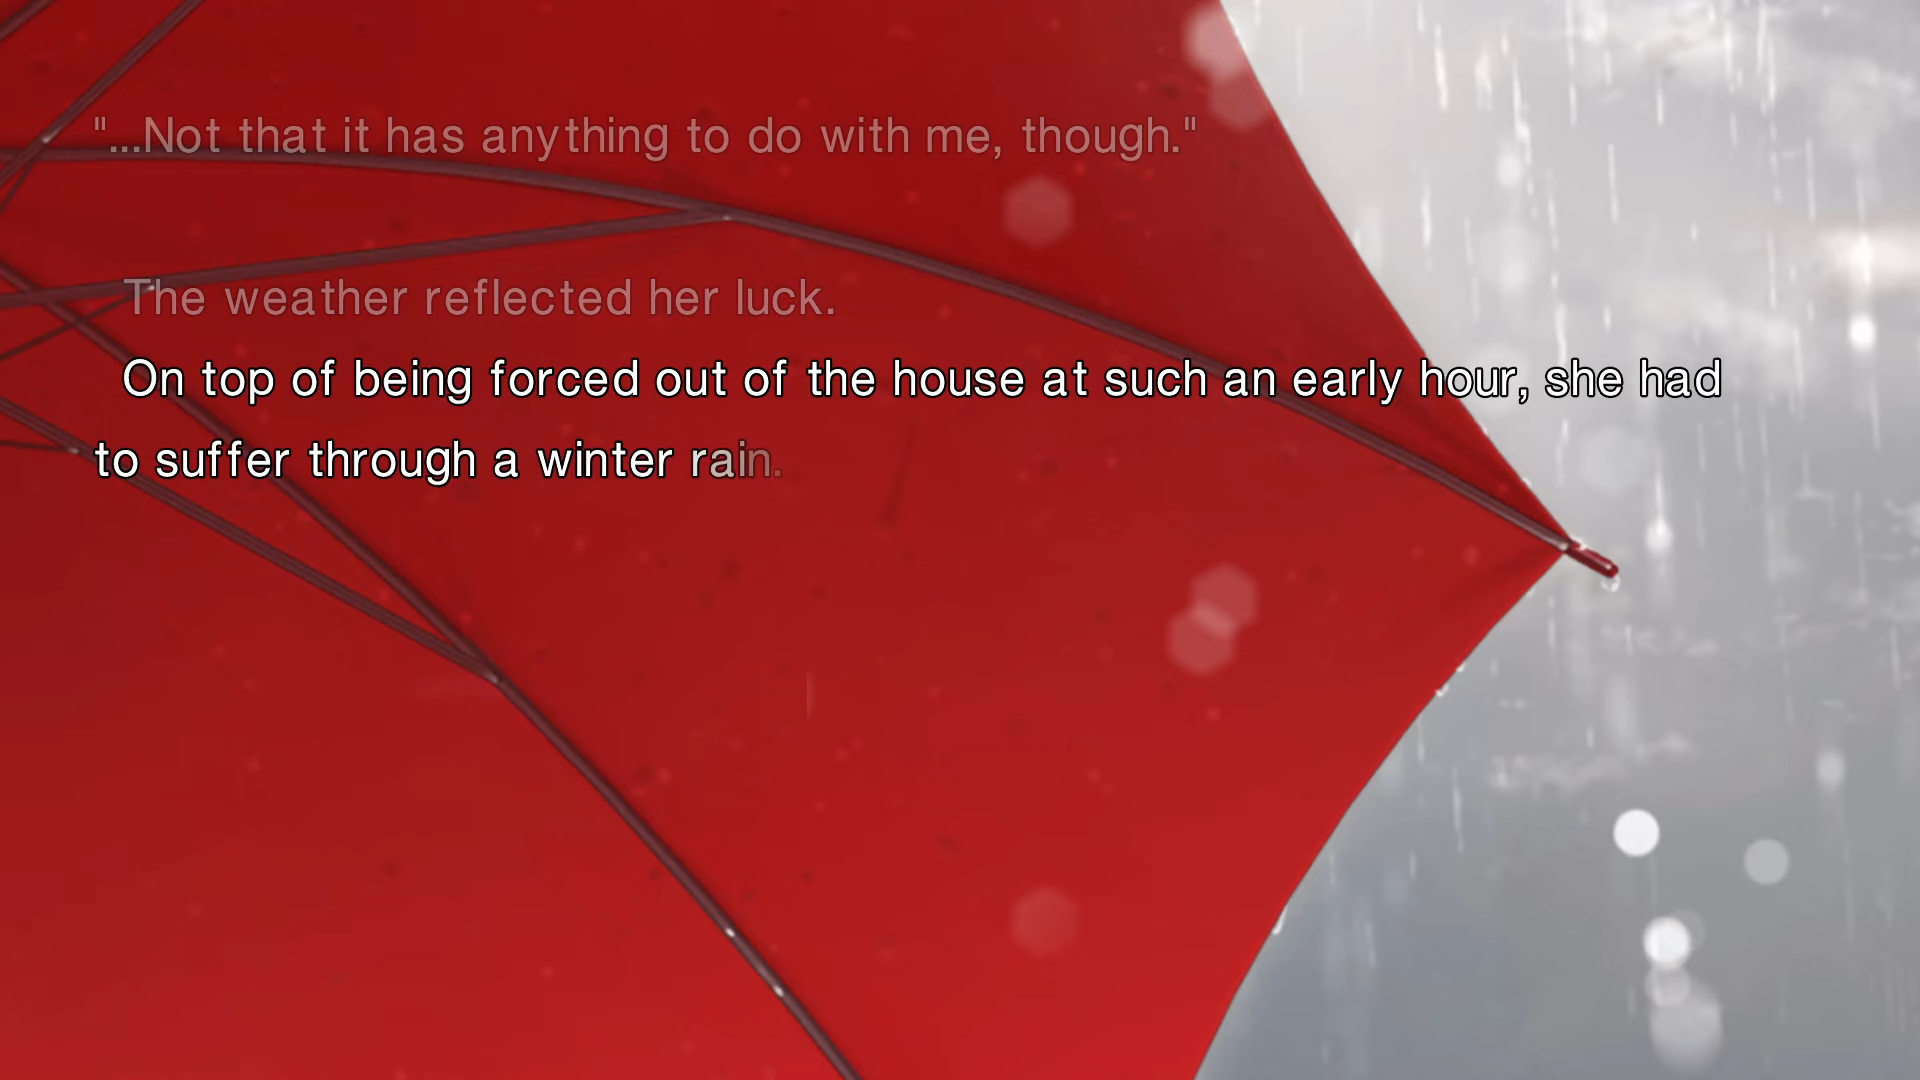 "...Not that it has anything to do with me, though."
The weather reflected her luck.
On top of being forced out of the house at such an early hour, she had
to suffer through a winter rain.